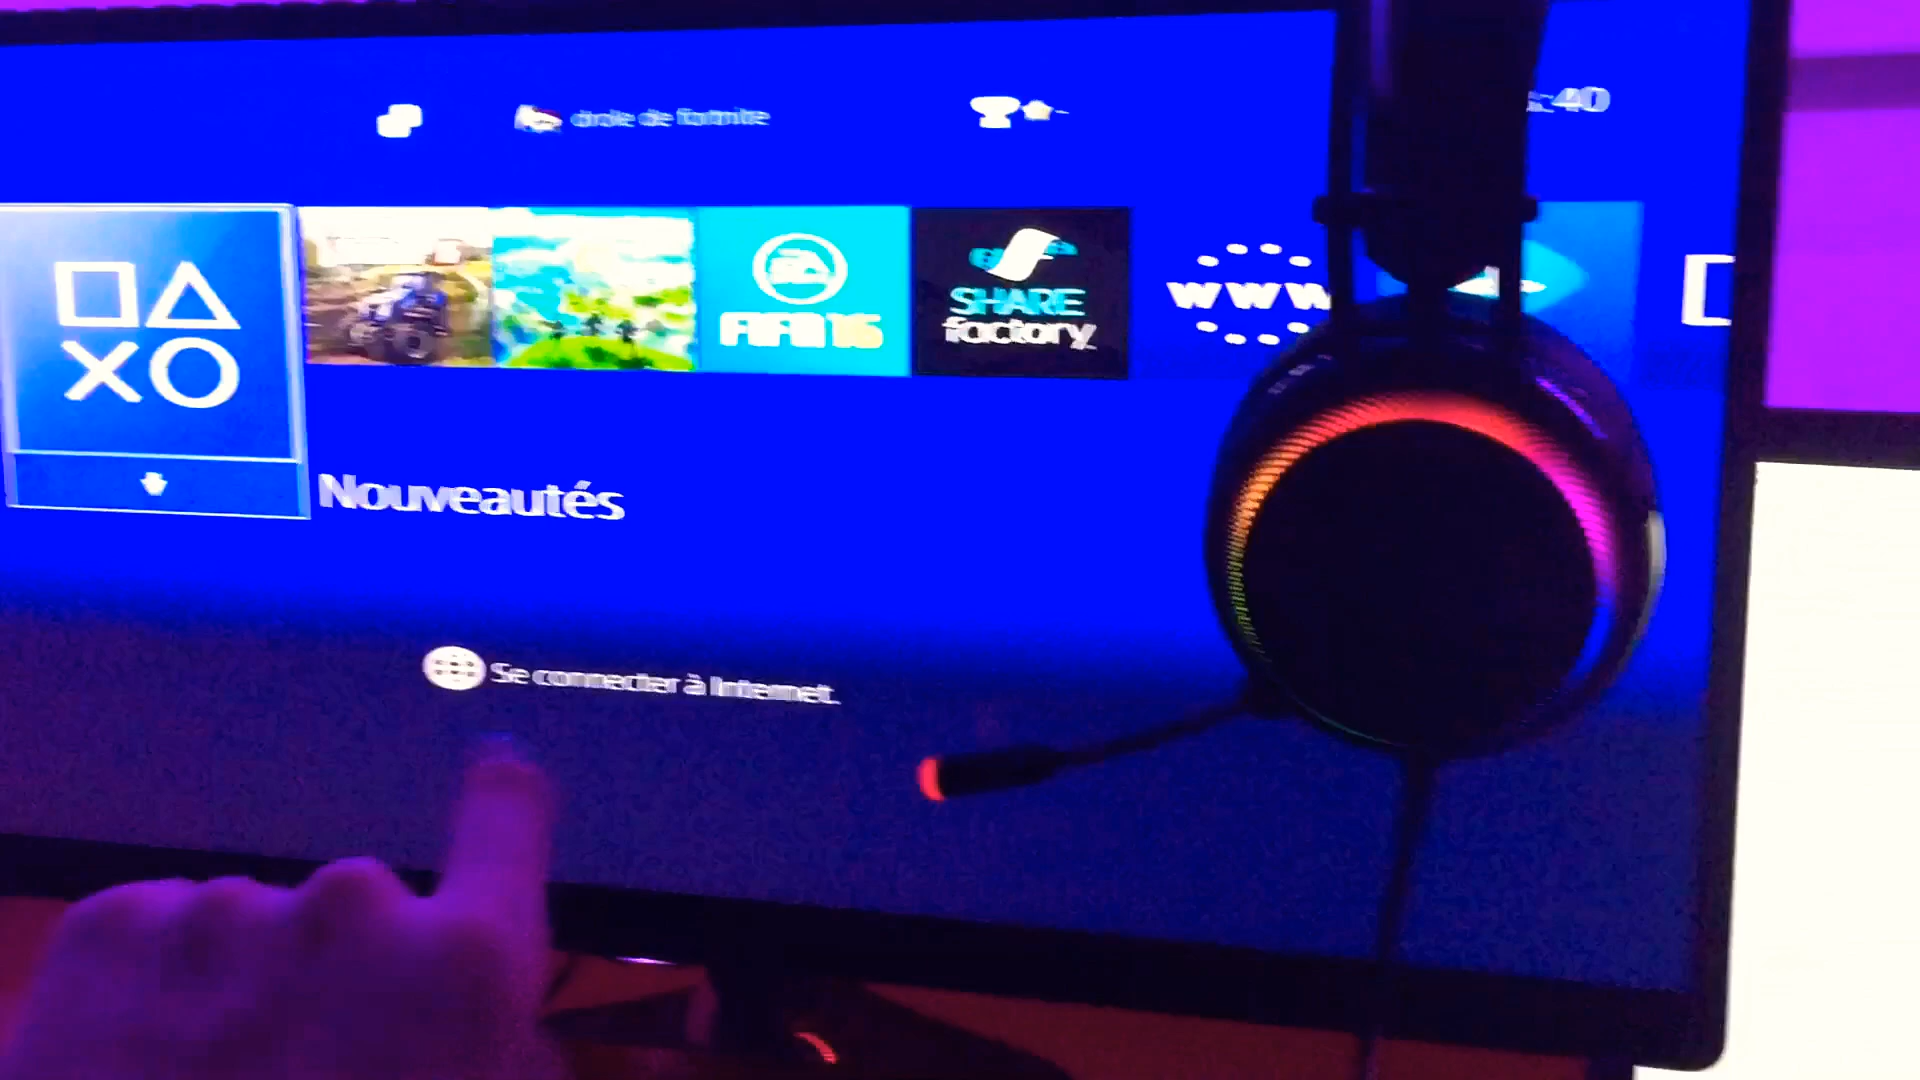 drole de fortnite
:40
FIFA 16
SHARE
factory
www
Nouveautés
Se connecter à Internet.